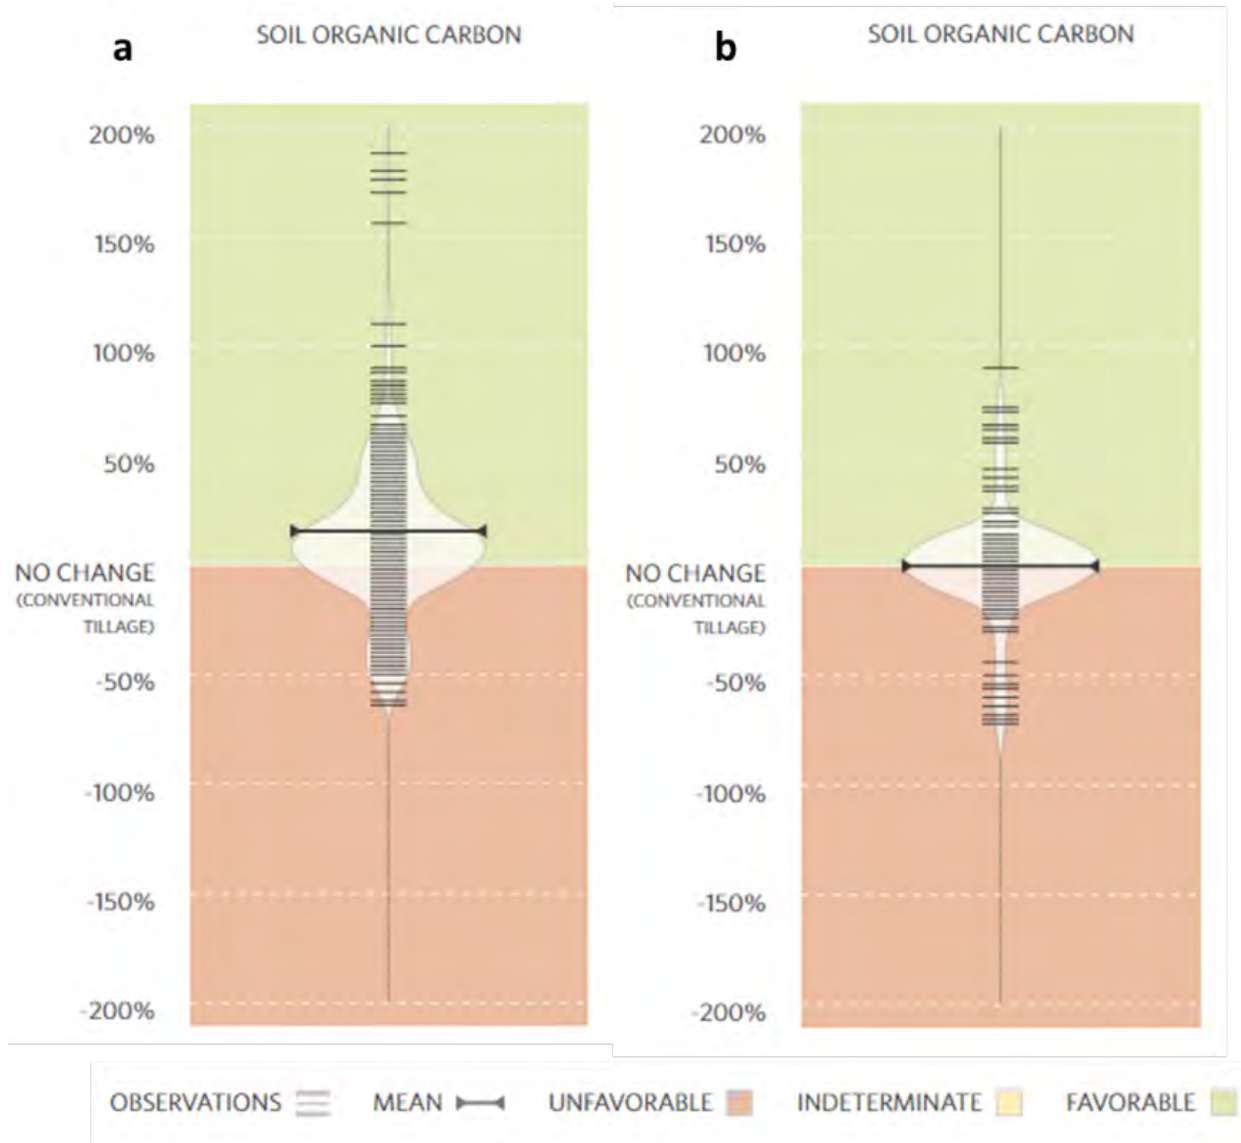 a
SOIL ORGANIC CARBON
200%
150%
100%
50%
NO CHANGE
(CONVENTIONAL
TILLAGE)
-50%
-100%
-150%
-200%
b
SOIL ORGANIC CARBON
200%
150%
100%
50%
NO CHANGE
(CONVENTIONAL
TILLAGE)
-50%
-100%
-150%
-200%
OBSERVATIONS MEAN UNFAVORABLE INDETERMINATE FAVORABLE